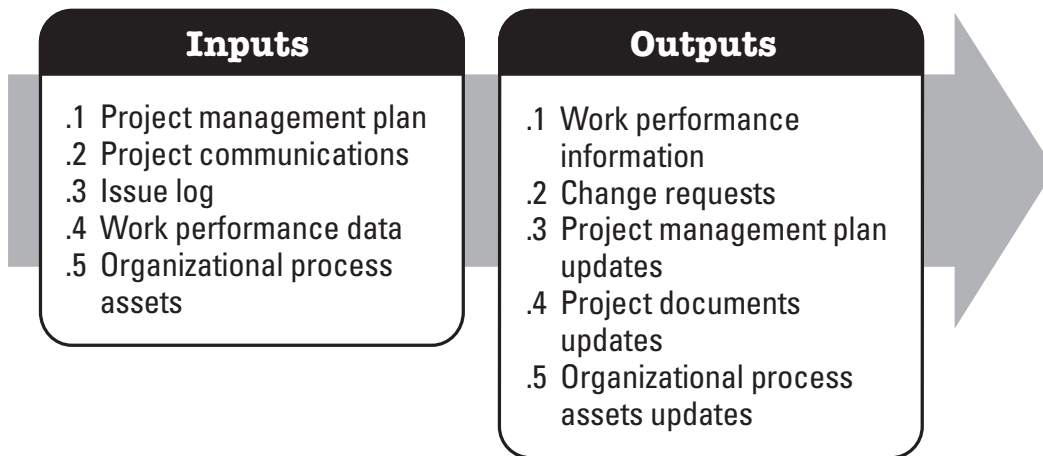 Inputs
.1 Project management plan
.2 Project communications
.3 Issue log
.4 Work performance data
.5 Organizational process
assets
Outputs
.1 Work performance
information
.2 Change requests
.3 Project management plan
updates
.4 Project documents
updates
.5 Organizational process
assets updates